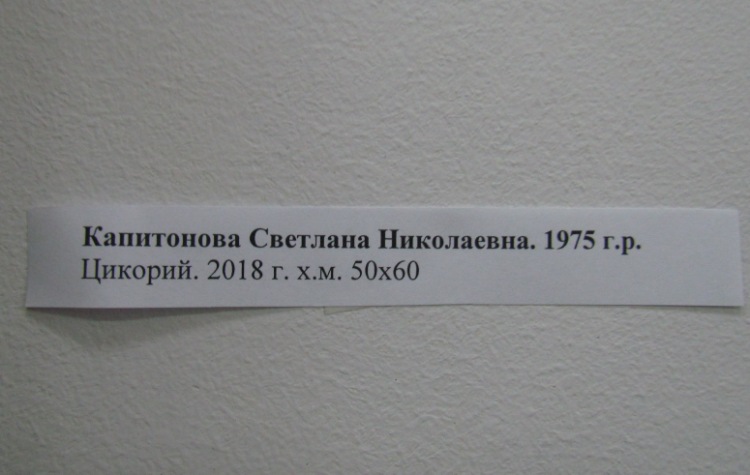 Капитонова Светлана Николаевна. 1975 г.р.
Цикорий. 2018 г. х.м. 50х60